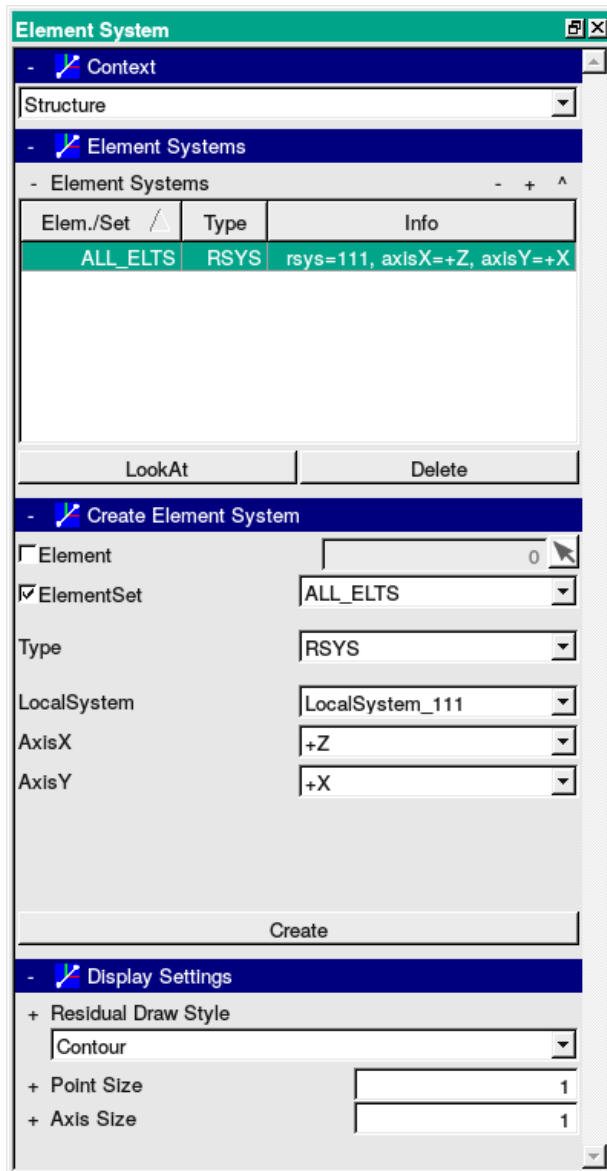 Element System
- Context
Structure
- Element Systems
- Element Systems - + ^
Elem./Set Type Info
ALL_ELTS RSYS rsys=111, axisX=+Z, axisY=+X
LookAt Delete
- Create Element System
Element 0
ElementSet ALL_ELTS
Type RSYS
LocalSystem LocalSystem_111
AxisX +Z
AxisY +X
Create
- Display Settings
+ Residual Draw Style
Contour
+ Point Size 1
+ Axis Size 1